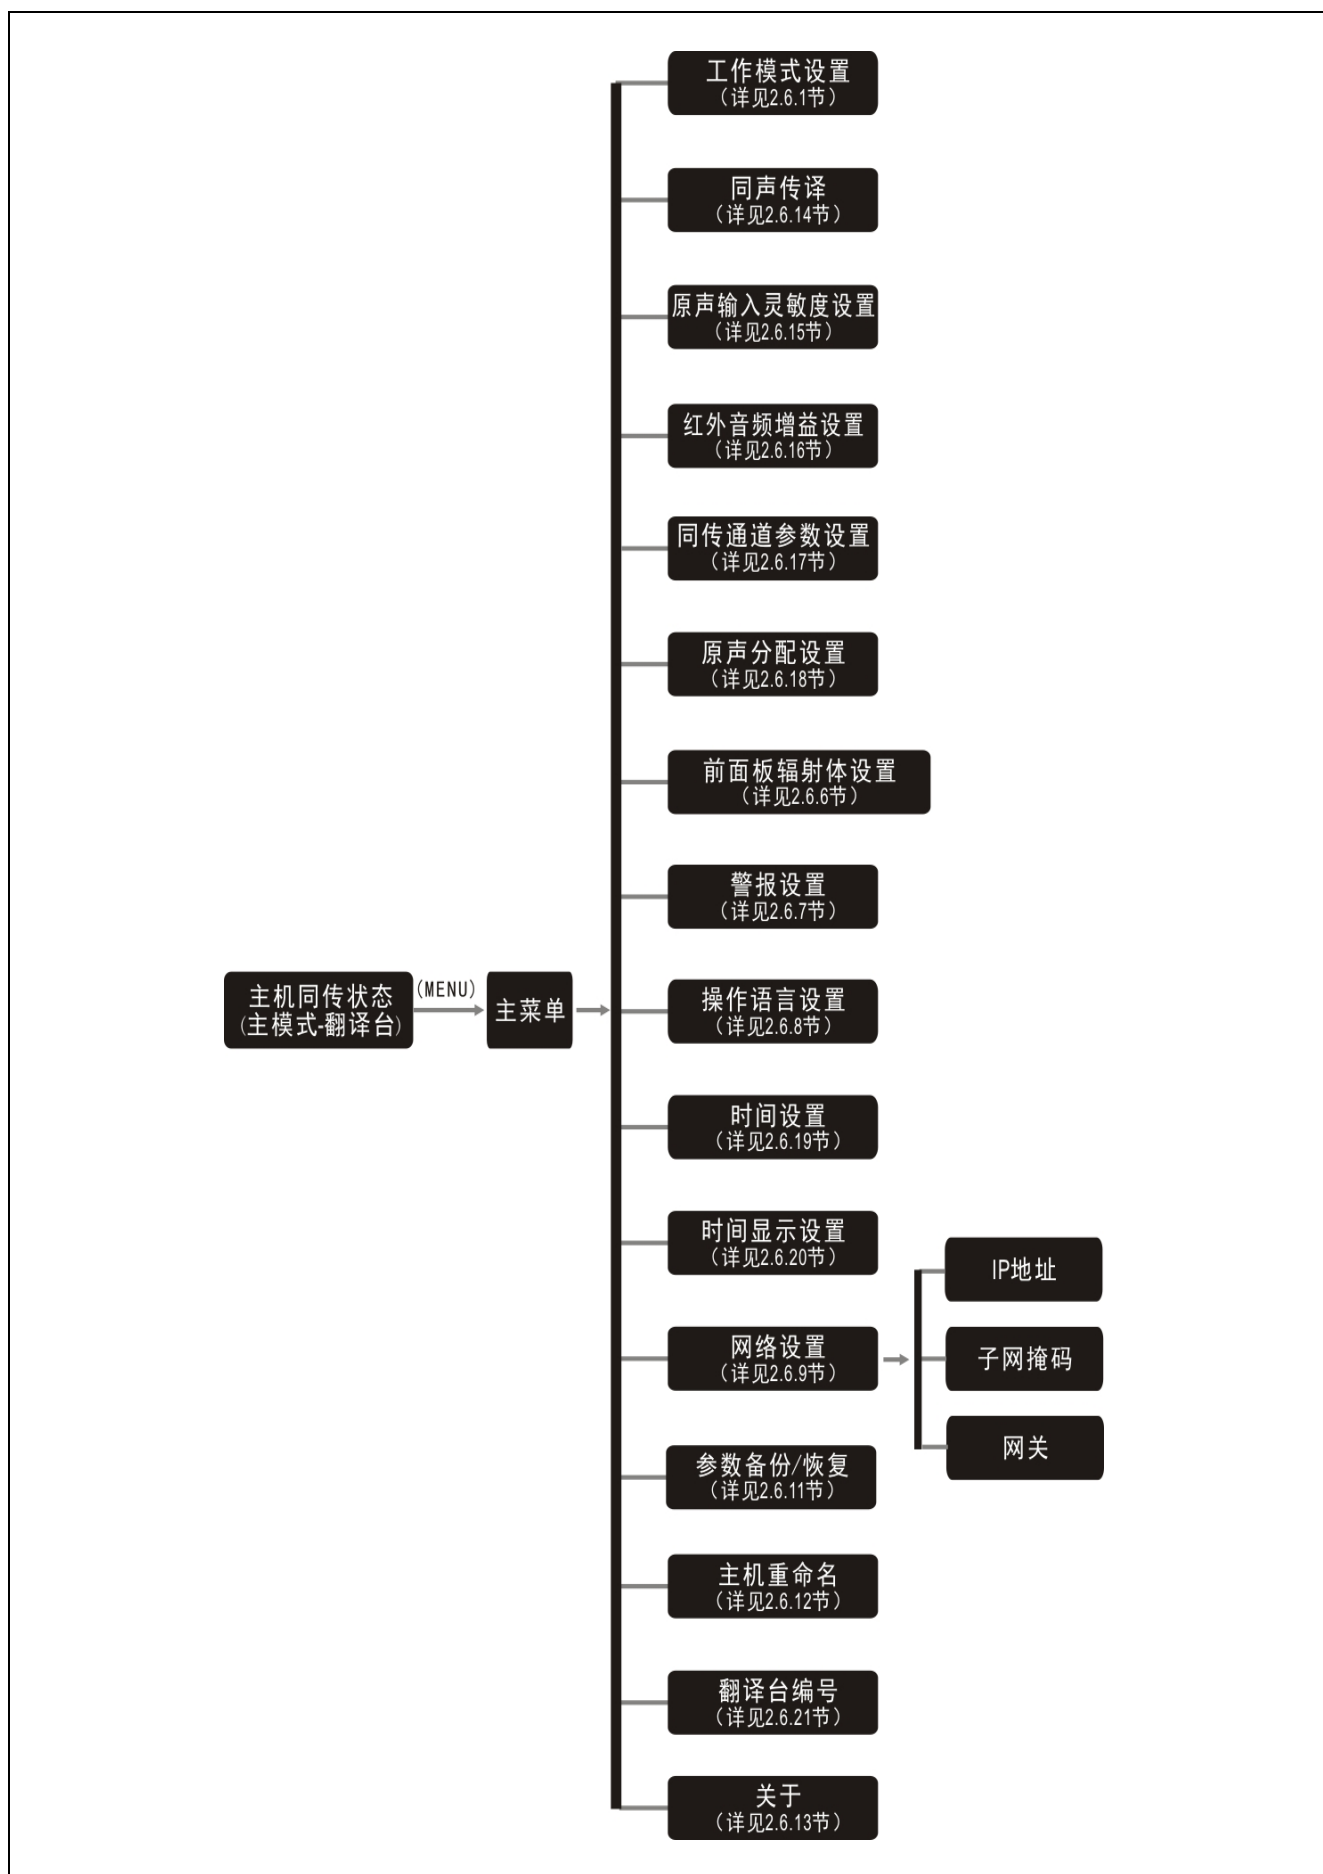 工作模式设置
（详见2.6.1节）
同声传译
（详见2.6.14节）
原声输入灵敏度设置
（详见2.6.15节）
红外音频增益设置
（详见2.6.16节）
同传通道参数设置
（详见2.6.17节）
原声分配设置
（详见2.6.18节）
前面板辐射体设置
（详见2.6.6节）
警报设置
（详见2.6.7节）
主机同传状态
(主模式-翻译台)
(MENU)
主菜单
操作语言设置
（详见2.6.8节）
时间设置
（详见2.6.19节）
时间显示设置
（详见2.6.20节）
网络设置
（详见2.6.9节）
IP地址
子网掩码
网关
参数备份/恢复
（详见2.6.11节）
主机重命名
（详见2.6.12节）
翻译台编号
（详见2.6.21节）
关于
（详见2.6.13节）